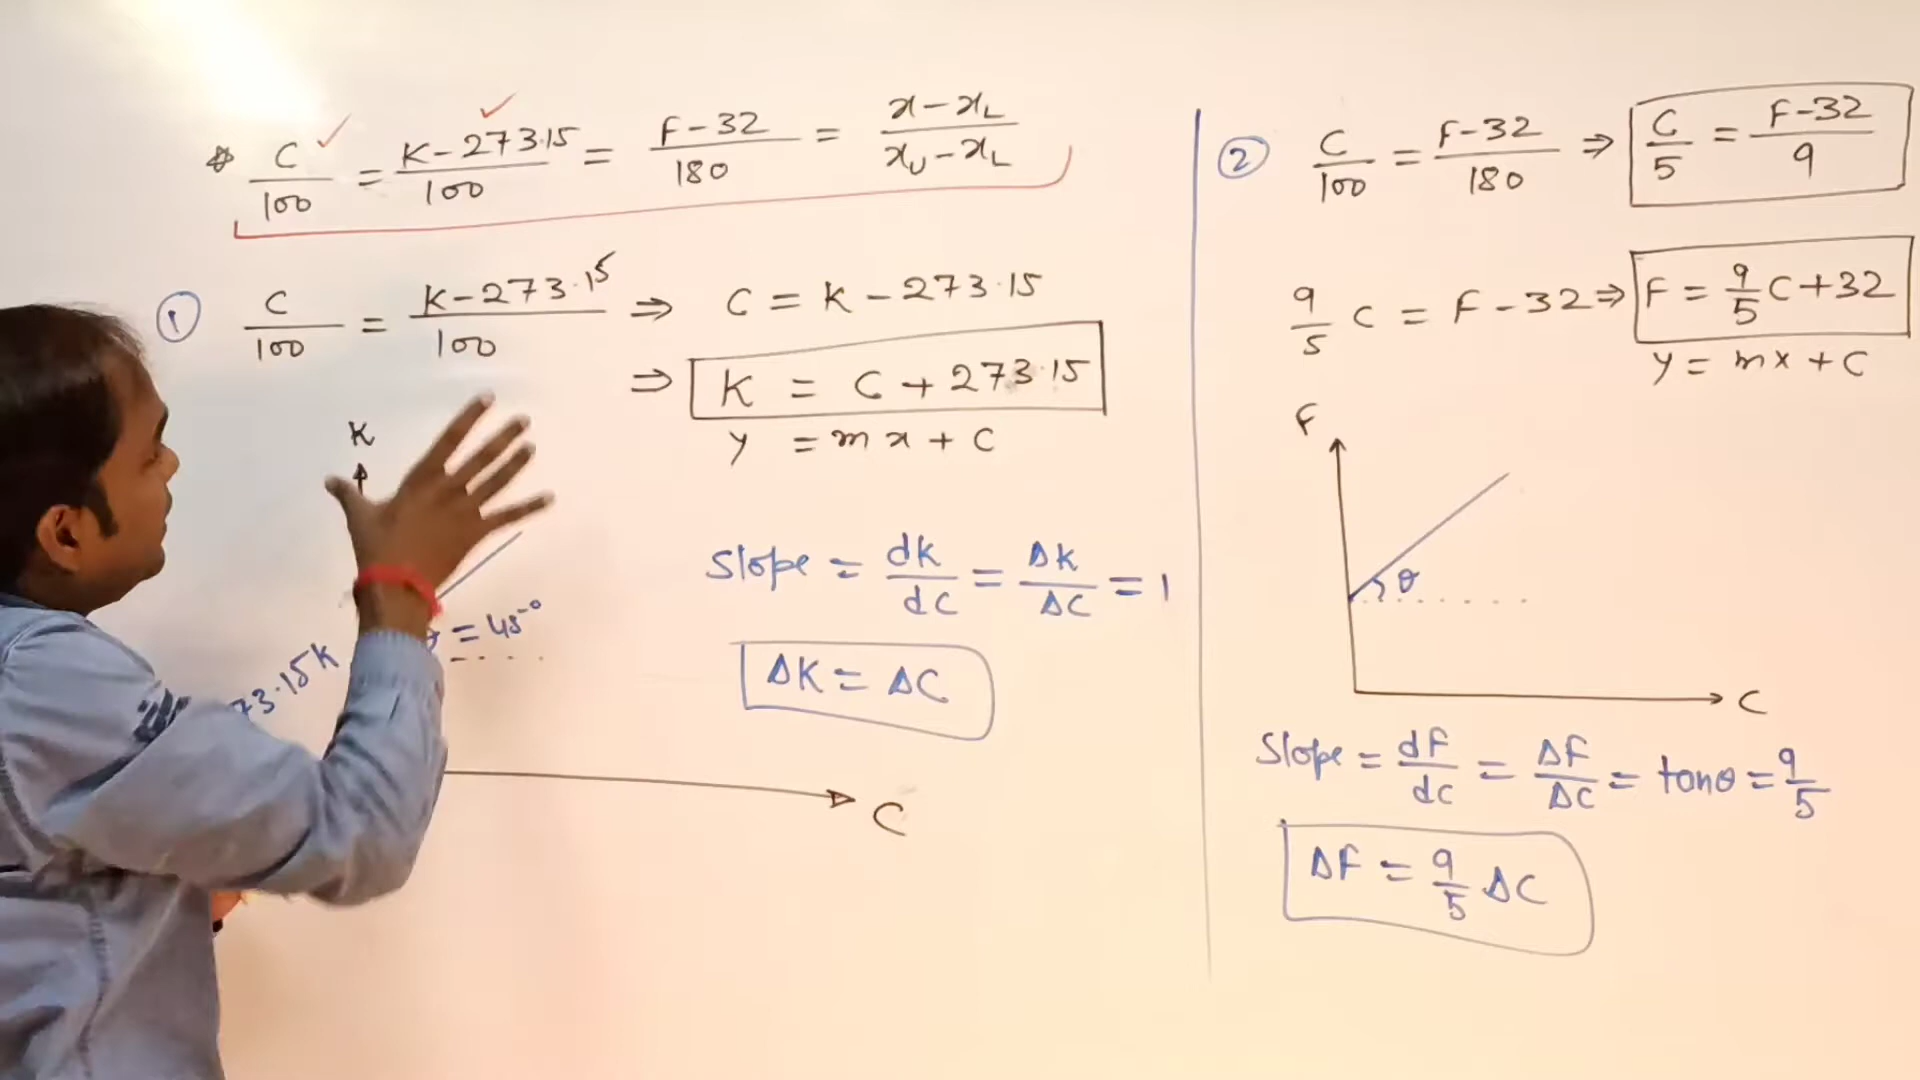 * C/100 = K-273.15/100 = F-32/180 = x-xL/xU-xL
① C/100 = K-273.15/100 ⇒ C = K-273.15
⇒ K = C+273.15
y = mx + C
K
= 45°
73.15K
C
Slope = dK/dC = ΔK/ΔC = 1
ΔK = ΔC
② C/100 = F-32/180 ⇒ C/5 = F-32/9
9/5 C = F-32 ⇒ F = 9/5 C+32
y = mx + C
F
θ
C
Slope = dF/dC = ΔF/ΔC = tanθ = 9/5
ΔF = 9/5 ΔC